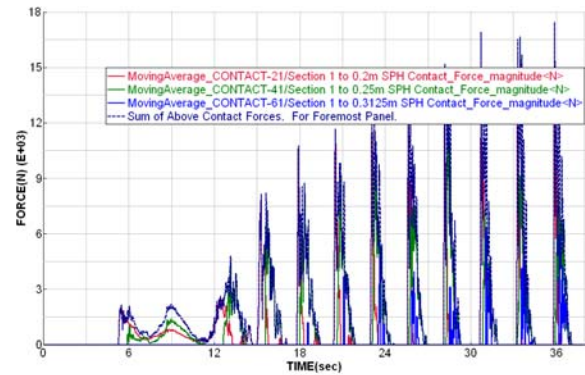 18
15
12
9
6
3
0
FORCE(N) (E+03)
MovingAverage_CONTACT-21/Section 1 to 0.2m SPH Contact_Force_magnitude<N>
MovingAverage_CONTACT-41/Section 1 to 0.25m SPH Contact_Force_magnitude<N>
MovingAverage_CONTACT-61/Section 1 to 0.3125m SPH Contact_Force_magnitude<N>
Sum of Above Contact Forces. For Foremost Panel.
0 6 12 18 24 30 36
TIME(sec)